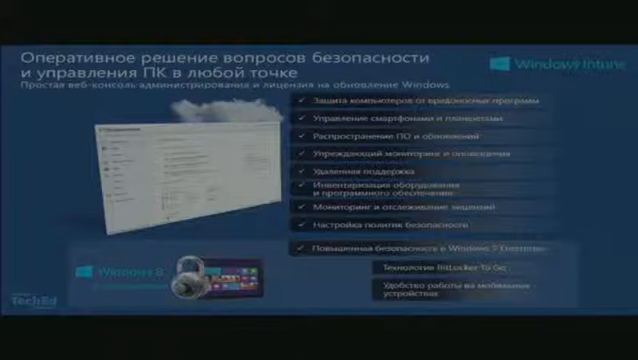 Оперативное решение вопросов безопасности
и управления ПК в любой точке
Простая веб-консоль администрирования и лицензия на обновление Windows
Windows Intune
Защита компьютеров от вредоносных программ
Управление смартфонами и планшетами
Распространение ПО и обновлений
Упреждающий мониторинг и оповещения
Удаленная поддержка
Инвентаризация оборудования
и программного обеспечения
Мониторинг и отслеживание лицензий
Настройка политик безопасности
Повышенная безопасность в Windows
Windows 8
Технология BitLocker To Go
Удобство работы на мобильных
устройствах
TechEd